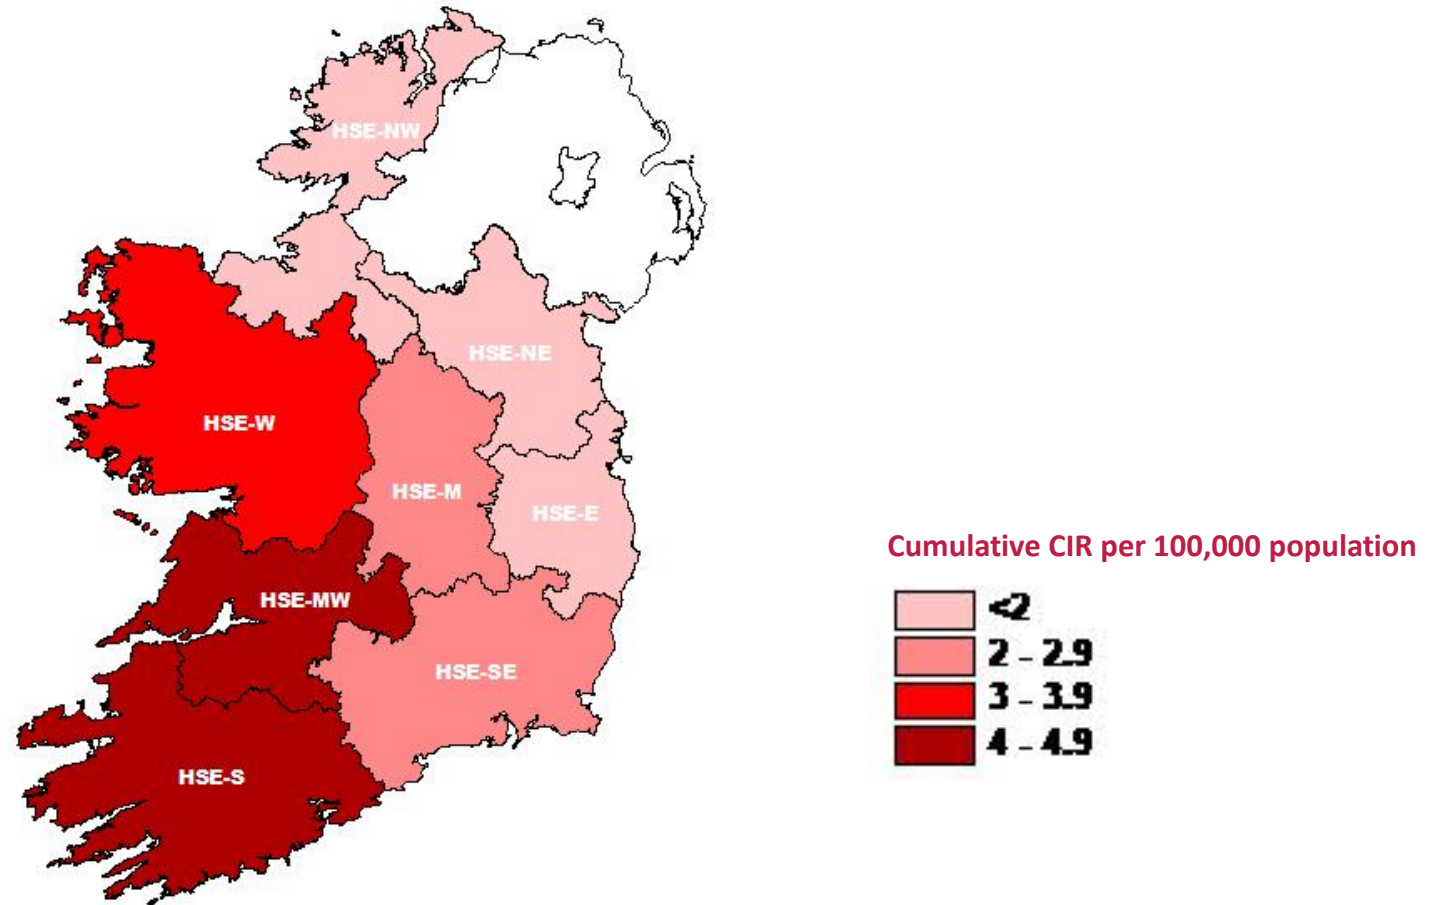 HSE-NW
HSE-NE
HSE-W
HSE-M
HSE-E
HSE-MW
HSE-SE
HSE-S
Cumulative CIR per 100,000 population
<2
2 - 2.9
3 - 3.9
4 - 4.9